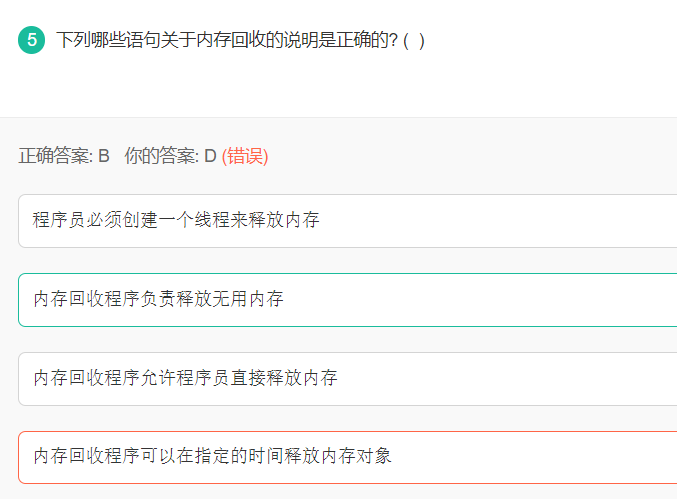 5 下列哪些语句关于内存回收的说明是正确的? ( )
正确答案: B 你的答案: D (错误)
程序员必须创建一个线程来释放内存
内存回收程序负责释放无用内存
内存回收程序允许程序员直接释放内存
内存回收程序可以在指定的时间释放内存对象